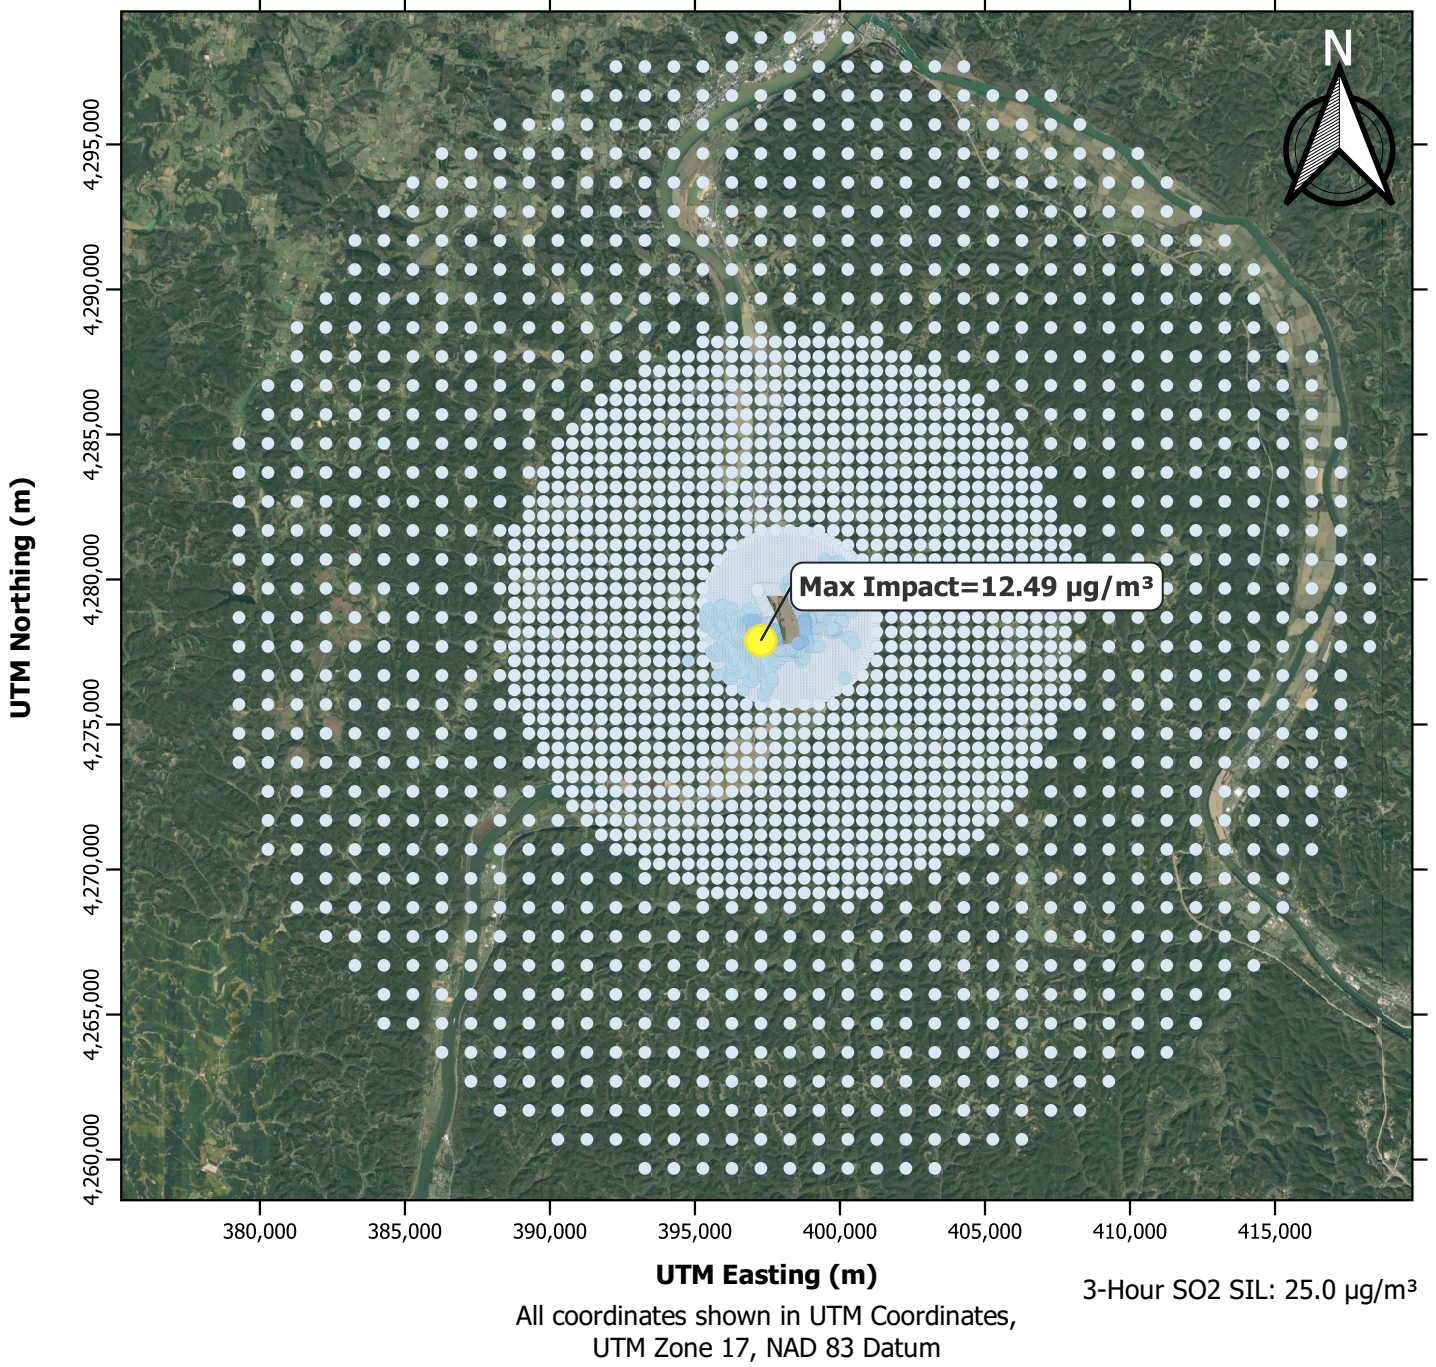 N
4,295,000
4,290,000
4,285,000
4,280,000
4,275,000
4,270,000
4,265,000
4,260,000
UTM Northing (m)
Max Impact=12.49 µg/m³
380,000 385,000 390,000 395,000 400,000 405,000 410,000 415,000
UTM Easting (m)
3-Hour SO2 SIL: 25.0 µg/m³
All coordinates shown in UTM Coordinates,
UTM Zone 17, NAD 83 Datum